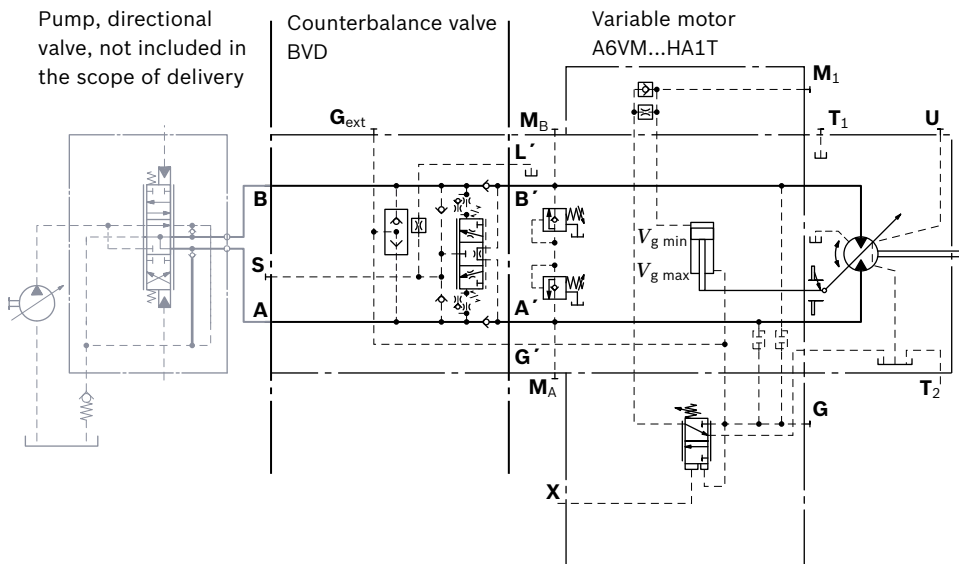 Pump, directional
valve, not included in
the scope of delivery
Counterbalance valve
BVD
Variable motor
A6VM...HA1T
M1
Gext
MB
T1
U
L´
B
B´
Vg min
S
Vg max
A
A´
G´
MA
T2
G
X